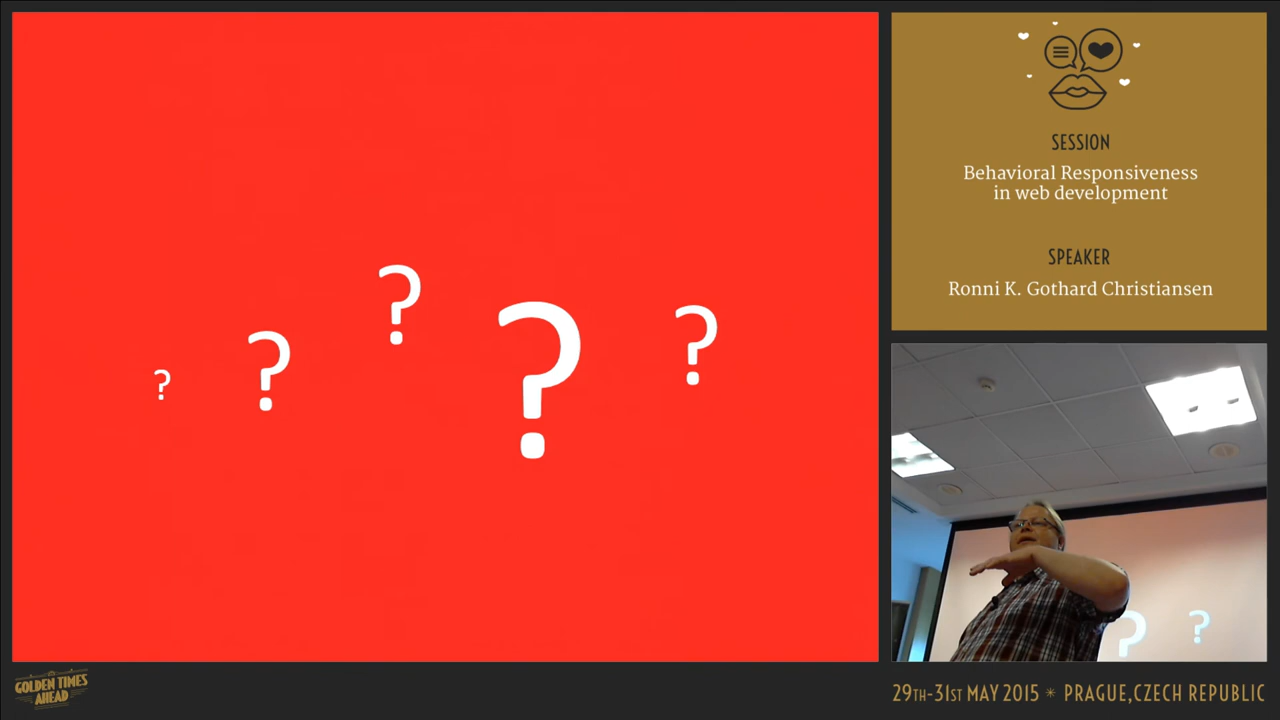 ? ? ? ? ?
SESSION
Behavioral Responsiveness
in web development
SPEAKER
Ronni K. Gothard Christiansen
? ?
GOLDEN TIMES
AHEAD
29TH-31ST MAY 2015 * PRAGUE, CZECH REPUBLIC